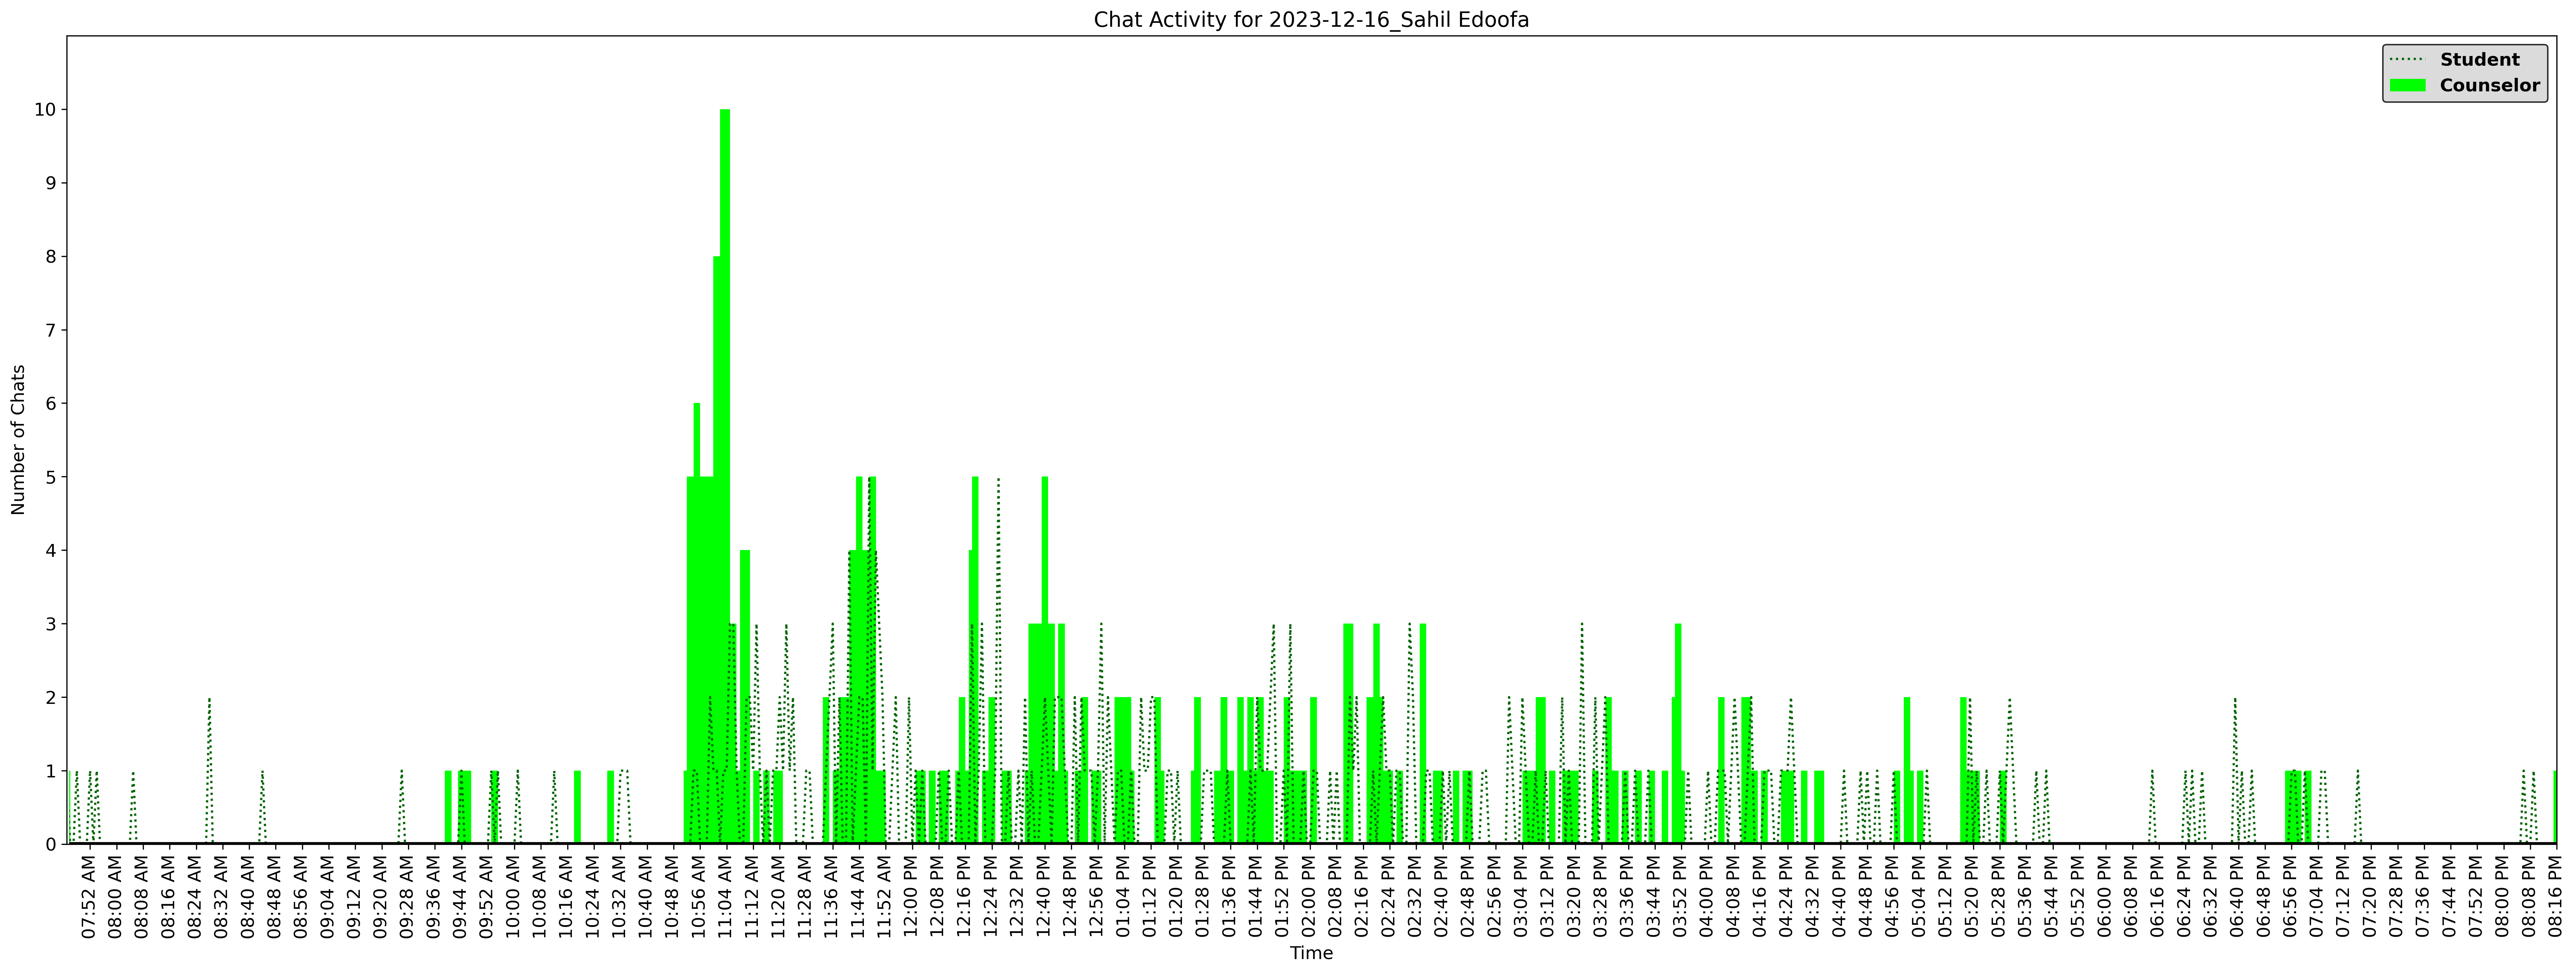 Chat Activity for 2023-12-16_Sahil Edoofa
Student
Counselor
Number of Chats
10
9
8
7
6
5
4
3
2
1
0
07:52 AM
08:00 AM
08:08 AM
08:16 AM
08:24 AM
08:32 AM
08:40 AM
08:48 AM
08:56 AM
09:04 AM
09:12 AM
09:20 AM
09:28 AM
09:36 AM
09:44 AM
09:52 AM
10:00 AM
10:08 AM
10:16 AM
10:24 AM
10:32 AM
10:40 AM
10:48 AM
10:56 AM
11:04 AM
11:12 AM
11:20 AM
11:28 AM
11:36 AM
11:44 AM
11:52 AM
12:00 PM
12:08 PM
12:16 PM
12:24 PM
12:32 PM
12:40 PM
12:48 PM
12:56 PM
01:04 PM
01:12 PM
01:20 PM
01:28 PM
01:36 PM
01:44 PM
01:52 PM
02:00 PM
02:08 PM
02:16 PM
02:24 PM
02:32 PM
02:40 PM
02:48 PM
02:56 PM
03:04 PM
03:12 PM
03:20 PM
03:28 PM
03:36 PM
03:44 PM
03:52 PM
04:00 PM
04:08 PM
04:16 PM
04:24 PM
04:32 PM
04:40 PM
04:48 PM
04:56 PM
05:04 PM
05:12 PM
05:20 PM
05:28 PM
05:36 PM
05:44 PM
05:52 PM
06:00 PM
06:08 PM
06:16 PM
06:24 PM
06:32 PM
06:40 PM
06:48 PM
06:56 PM
07:04 PM
07:12 PM
07:20 PM
07:28 PM
07:36 PM
07:44 PM
07:52 PM
08:00 PM
08:08 PM
08:16 PM
Time